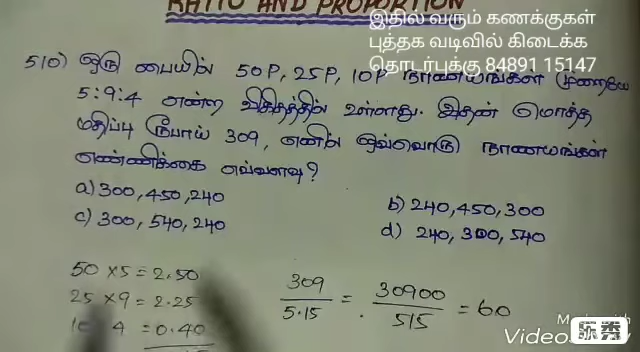 RATIO AND PROPORTION
இதில் வரும் கணக்குகள்
புத்தக வடிவில் கிடைக்க
தொடர்புக்கு 84891 15147
510) ஒரு பையில் 50P, 25P, 10P நாணயங்கள் முறையே
5:9:4 என்ற விகிதத்தில் உள்ளது. இதன் மொத்த
மதிப்பு ரூபாய் 309, எனில் ஒவ்வொரு நாணயங்கள்
எண்ணிக்கை எவ்வளவு?
a) 300, 450, 240
b) 240, 450, 300
c) 300, 540, 240
d) 240, 300, 540
50 × 5 = 2.50
25 × 9 = 2.25
10 4 = 0.40
309 / 5.15 = 30900 / 515 = 60
Video